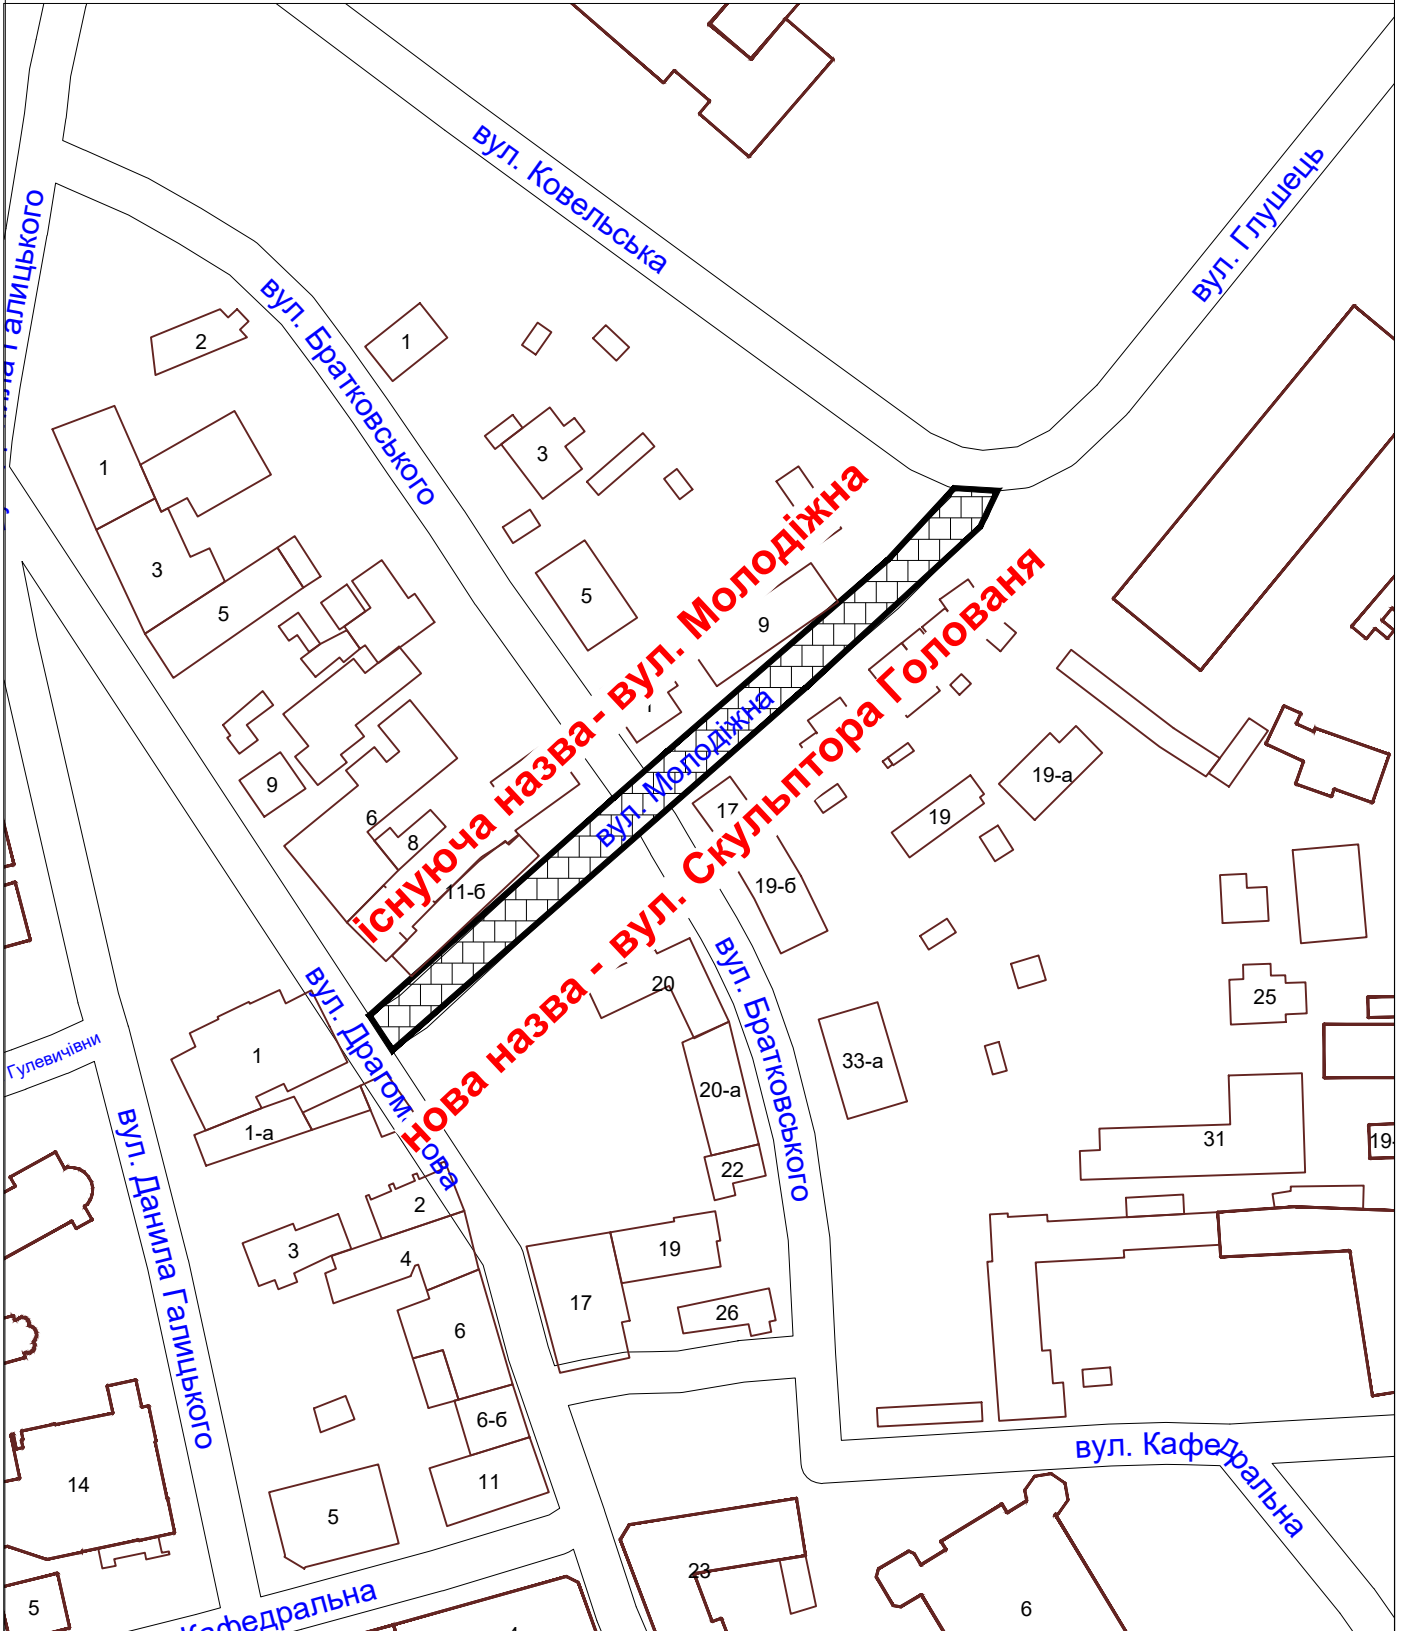 вул. Ковельська
вул. Глушець
Галицького
вул. Братковського
2
1
1
3
3
5
5
9
існуюча назва- вул. Молодіжна
нова назва - вул. Скульптора Голованя
вул. Молодіжна
9
6
8
11-б
17
19
19-а
19-б
20
20-а
22
33-а
25
31
19-
вул. Братковського
вул. Драгом
ова
Гулевичівни
1
1-а
вул. Данила Галицького
2
3
4
6
6-б
11
5
17
19
26
14
5
вул. Кафедральна
Кафедральна
23
6